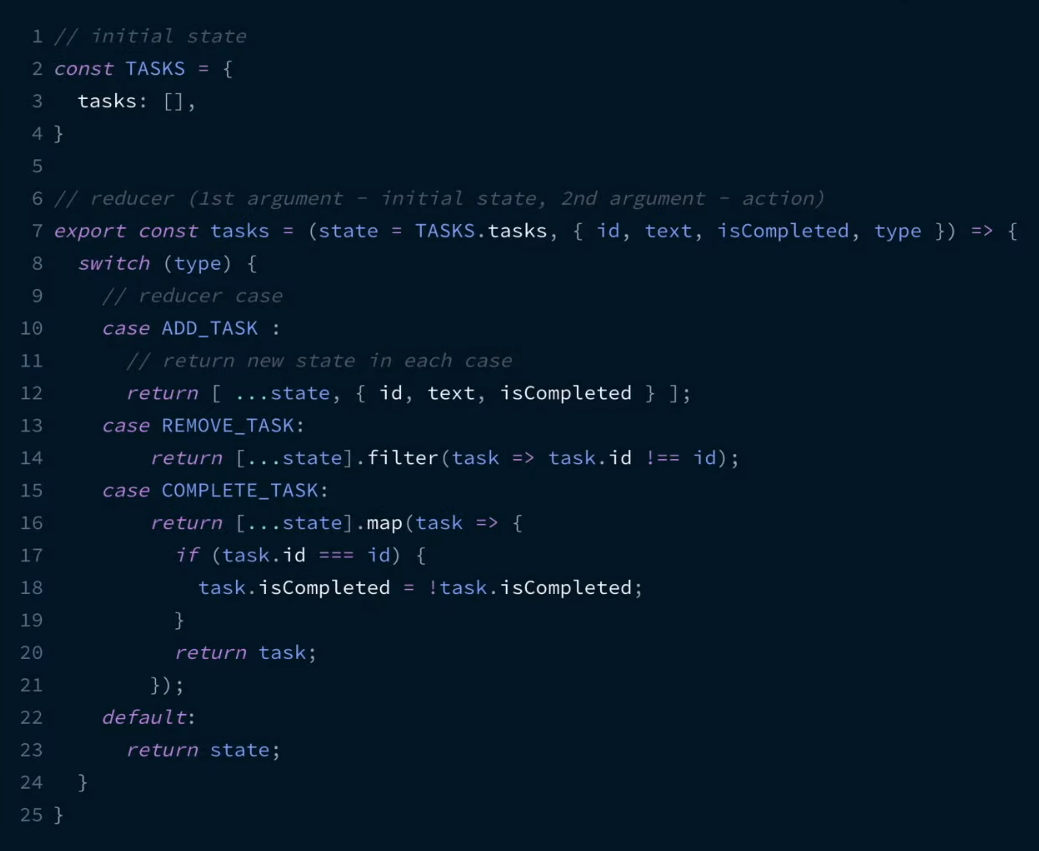 1 // initial state
2 const TASKS = {
3   tasks: [],
4 }
5
6 // reducer (1st argument - initial state, 2nd argument - action)
7 export const tasks = (state = TASKS.tasks, { id, text, isCompleted, type }) => {
8   switch (type) {
9     // reducer case
10     case ADD_TASK :
11       // return new state in each case
12       return [ ...state, { id, text, isCompleted } ];
13     case REMOVE_TASK:
14         return [...state].filter(task => task.id !== id);
15     case COMPLETE_TASK:
16         return [...state].map(task => {
17           if (task.id === id) {
18             task.isCompleted = !task.isCompleted;
19           }
20           return task;
21         });
22     default:
23       return state;
24   }
25 }